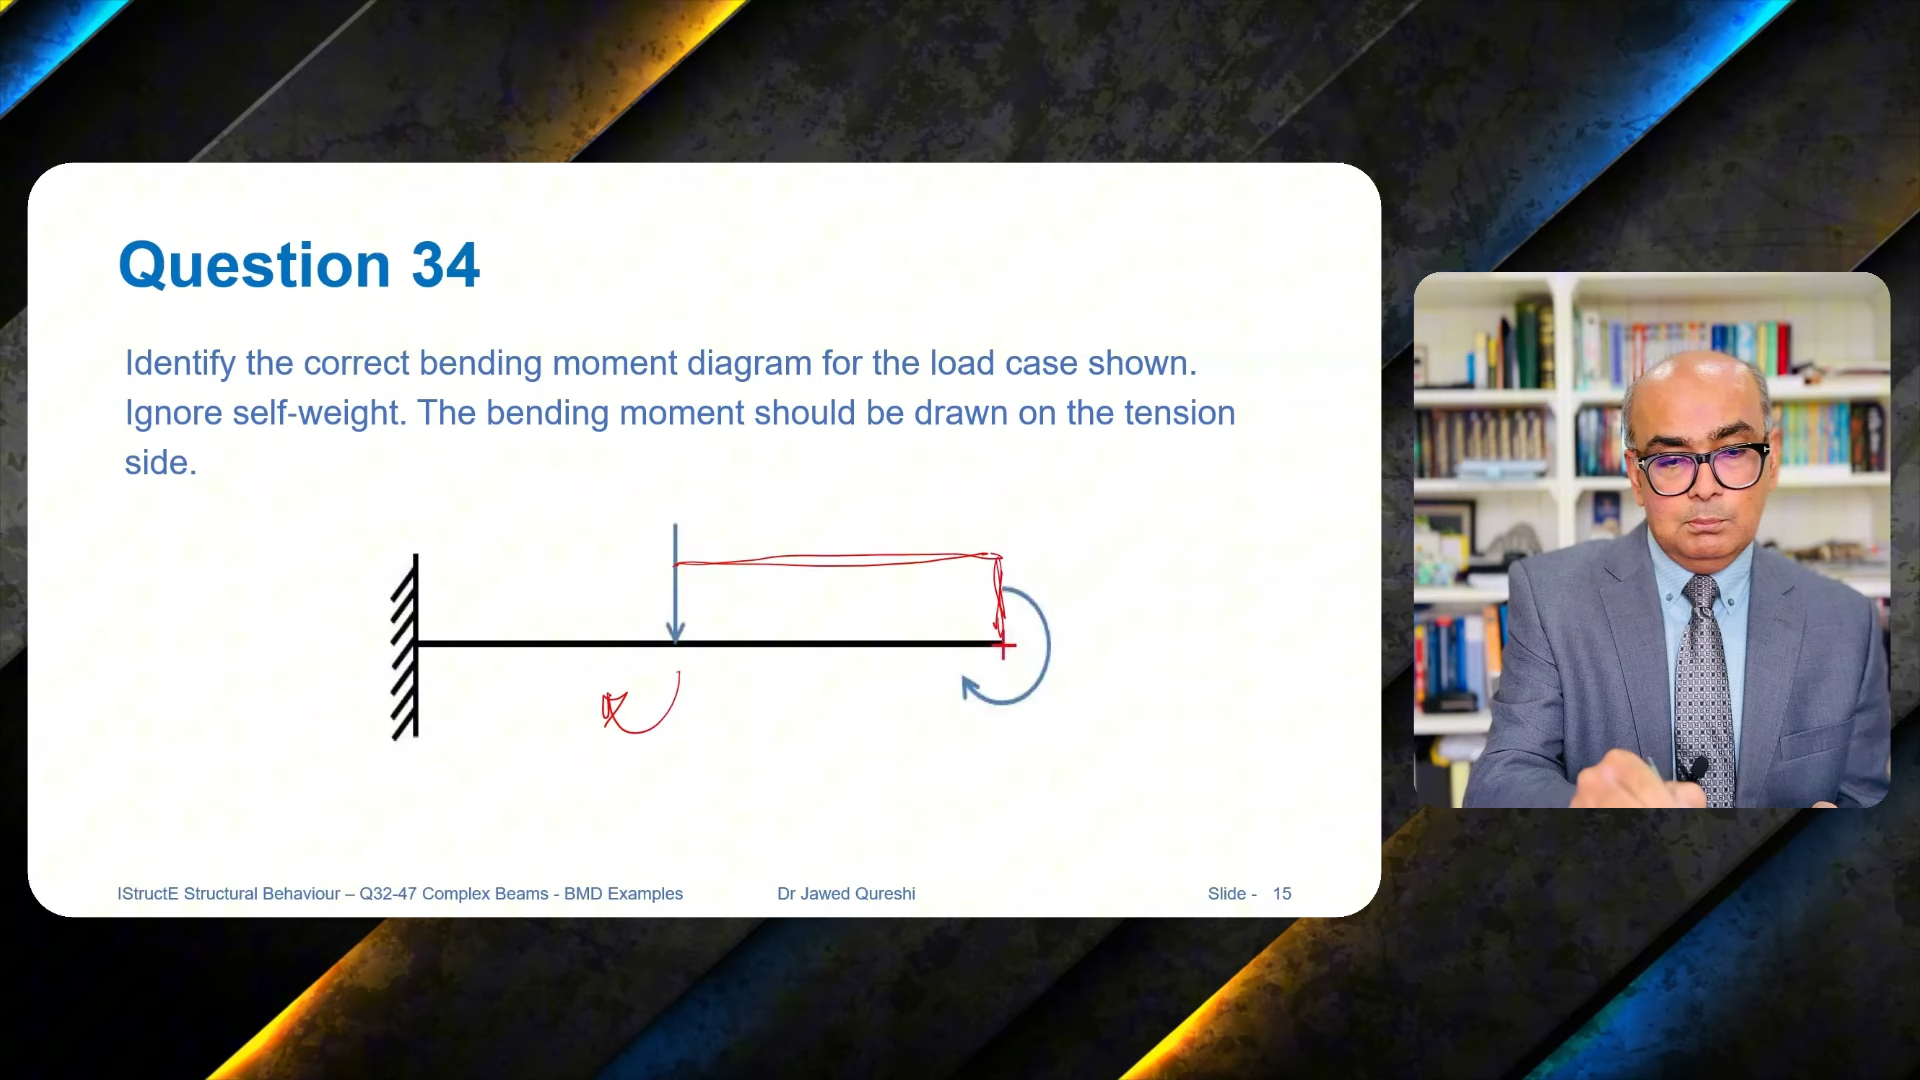 Question 34
Identify the correct bending moment diagram for the load case shown.
Ignore self-weight. The bending moment should be drawn on the tension
side.
IStructE Structural Behaviour – Q32-47 Complex Beams - BMD Examples
Dr Jawed Qureshi
Slide - 15